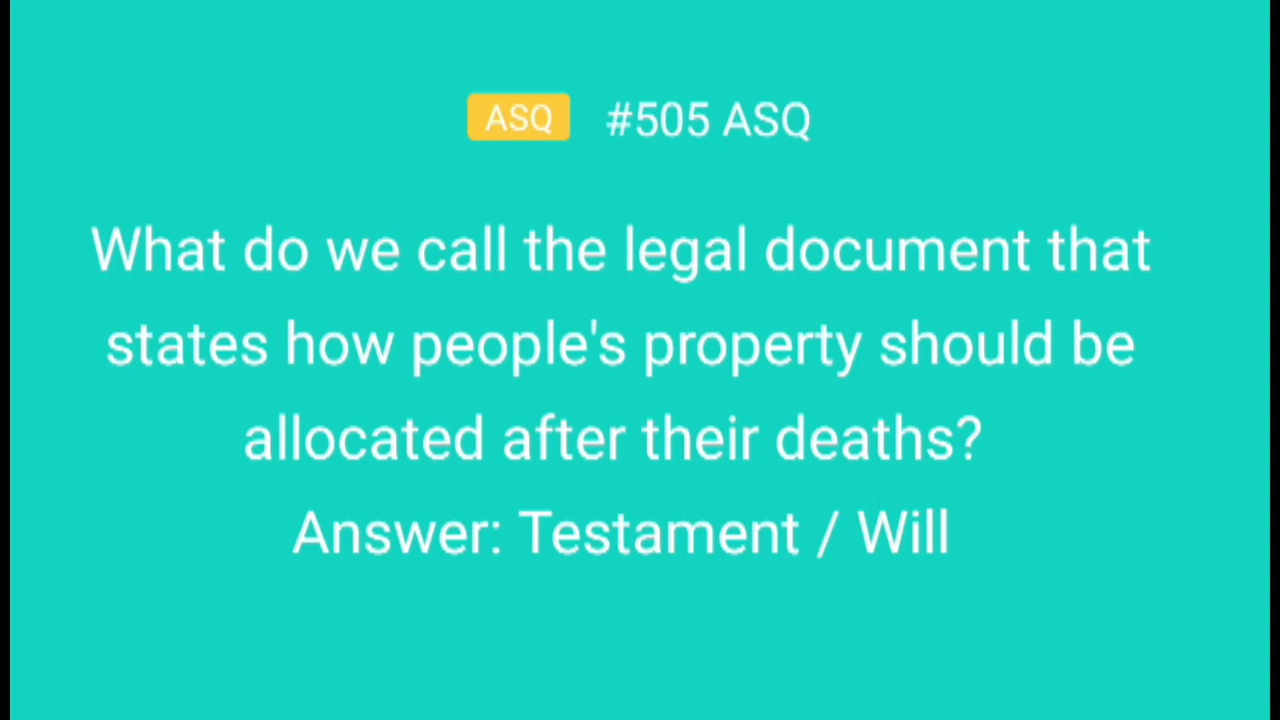 ASQ #505 ASQ
What do we call the legal document that
states how people's property should be
allocated after their deaths?
Answer: Testament / Will